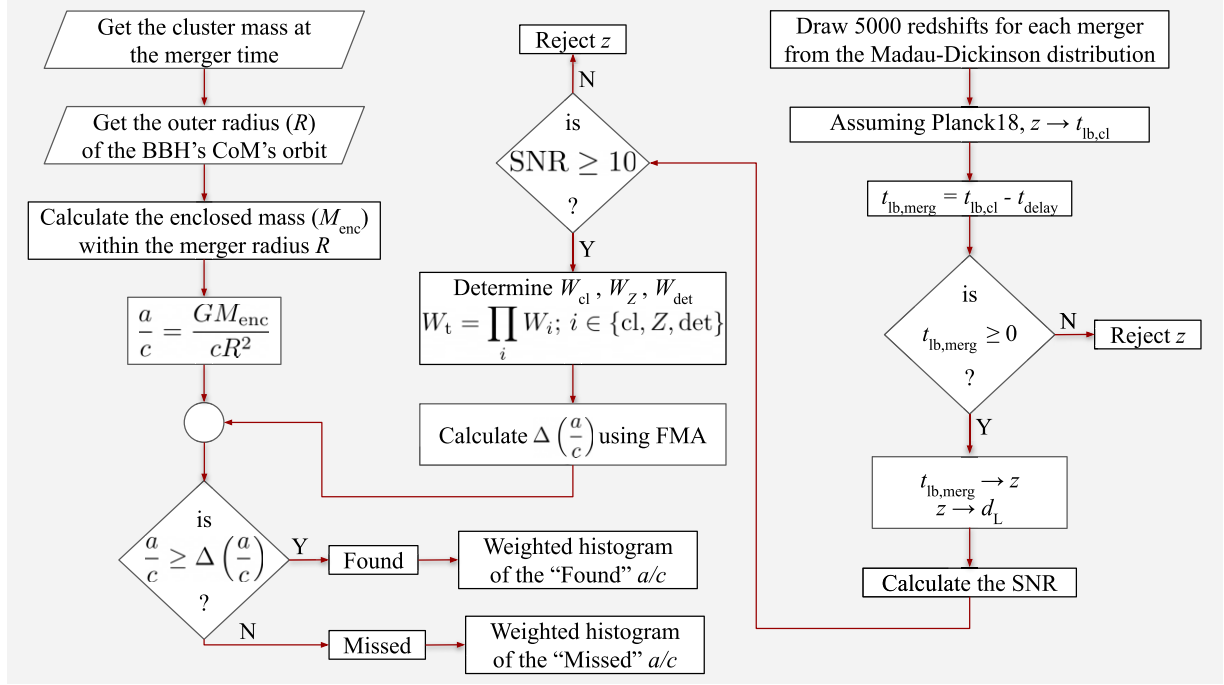 Get the cluster mass at
the merger time
Get the outer radius (R)
of the BBH's CoM's orbit
Calculate the enclosed mass (M_enc)
within the merger radius R
a/c = GM_enc/cR²
is
a/c ≥ Δ(a/c)
?
Y
Found
Weighted histogram
of the “Found” a/c
N
Missed
Weighted histogram
of the “Missed” a/c
Reject z
N
is
SNR ≥ 10
?
Y
Determine W_cl , W_Z, W_det
W_t = ∏_i W_i; i ∈ {cl, Z, det}
Calculate Δ(a/c) using FMA
Draw 5000 redshifts for each merger
from the Madau-Dickinson distribution
Assuming Planck18, z → t_lb,cl
t_lb,merg = t_lb,cl - t_delay
is
t_lb,merg ≥ 0
?
N
Reject z
Y
t_lb,merg → z
z → d_L
Calculate the SNR